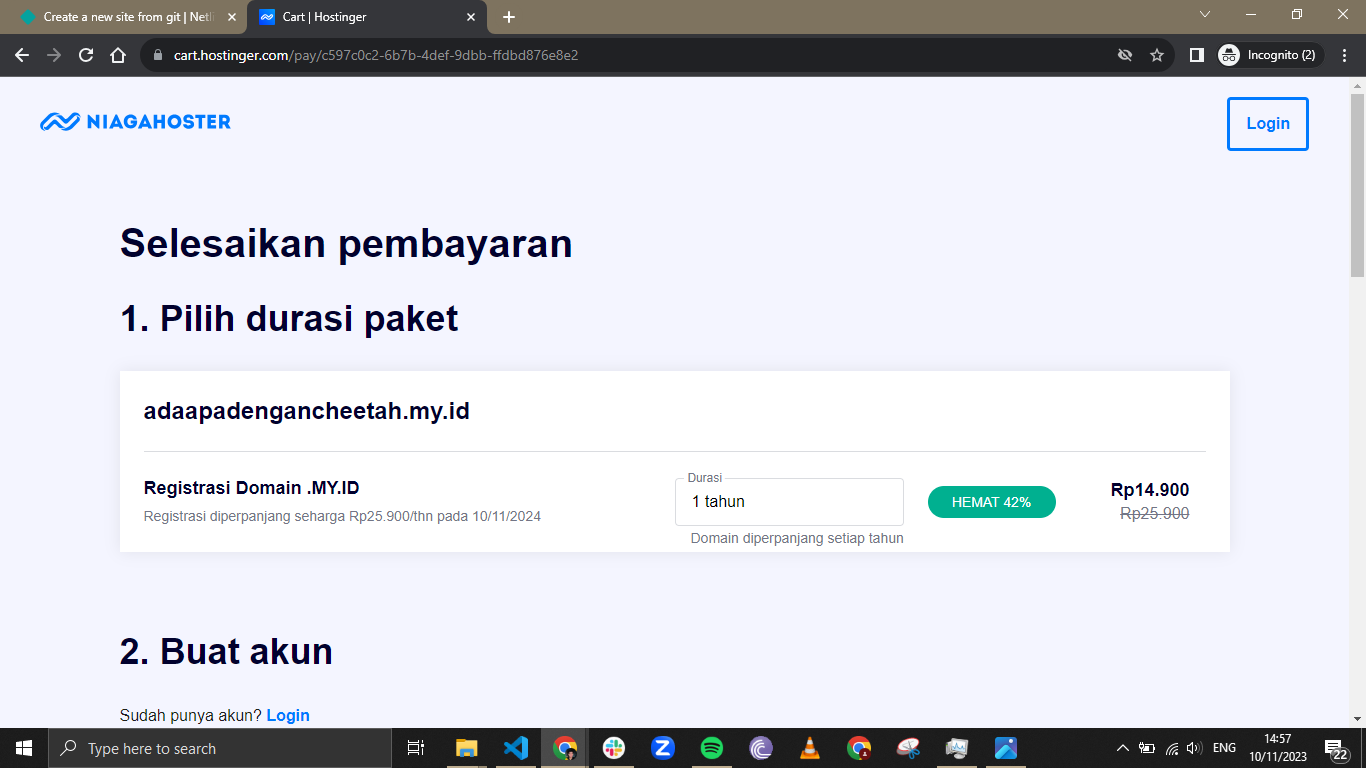 Create a new site from git | Netl
Cart | Hostinger
cart.hostinger.com/pay/c597c0c2-6b7b-4def-9dbb-ffdbd876e8e2
Incognito (2)
NIAGAHOSTER
Login
Selesaikan pembayaran
1. Pilih durasi paket
adaapadengancheetah.my.id
Registrasi Domain .MY.ID
Registrasi diperpanjang seharga Rp25.900/thn pada 10/11/2024
Durasi
1 tahun
Domain diperpanjang setiap tahun
HEMAT 42%
Rp14.900
Rp25.900
2. Buat akun
Sudah punya akun? Login
Type here to search
ENG
14:57
10/11/2023
22